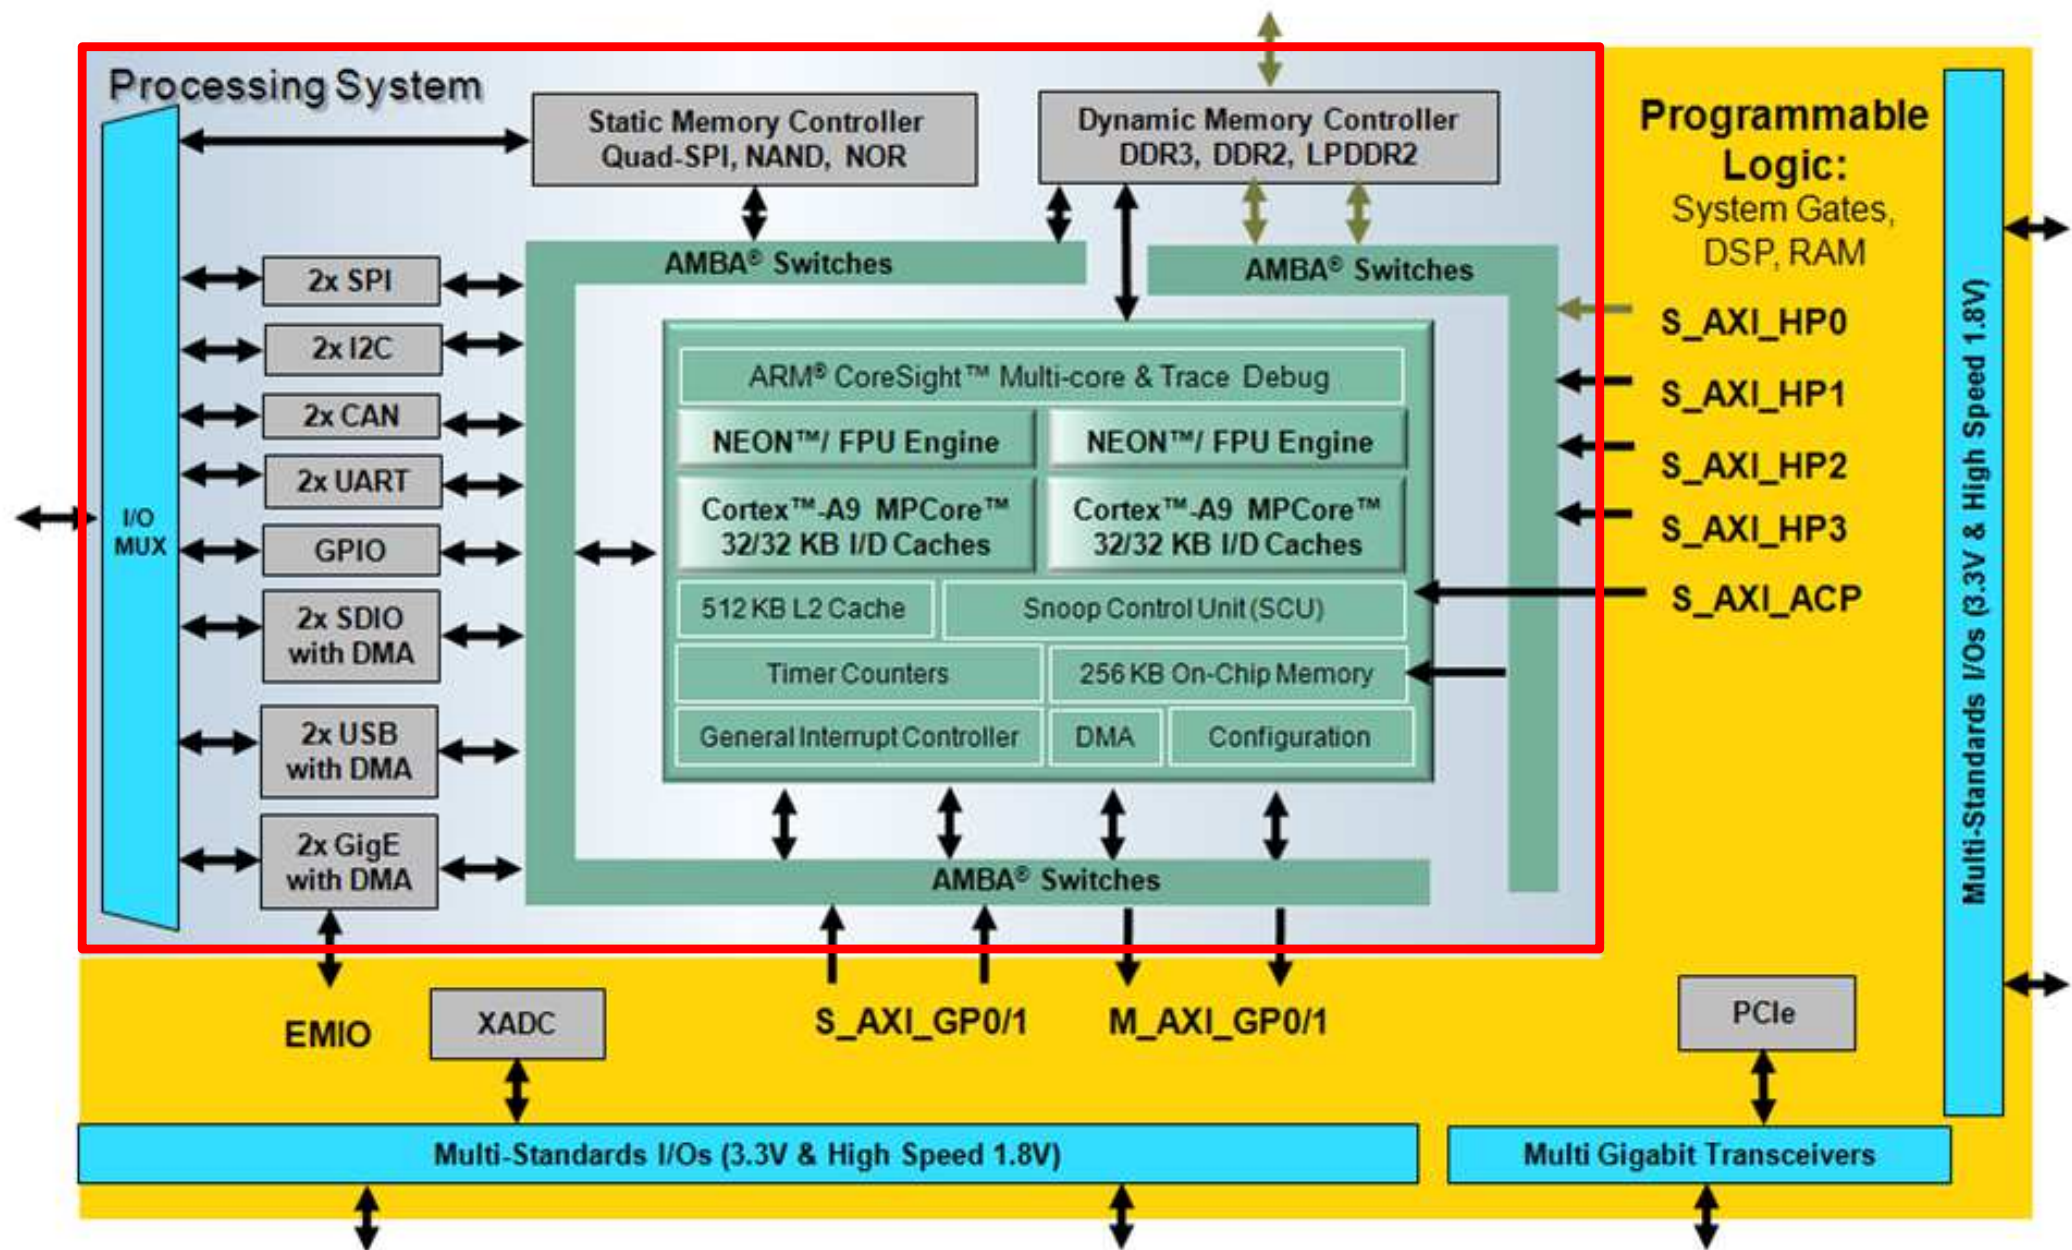 Processing System
Static Memory Controller
Quad-SPI, NAND, NOR
Dynamic Memory Controller
DDR3, DDR2, LPDDR2
Programmable
Logic:
System Gates,
DSP, RAM
AMBA® Switches
AMBA® Switches
2x SPI
2x I2C
2x CAN
2x UART
GPIO
2x SDIO
with DMA
2x USB
with DMA
2x GigE
with DMA
I/O
MUX
ARM® CoreSight™ Multi-core & Trace Debug
NEON™/ FPU Engine
NEON™/ FPU Engine
Cortex™-A9 MPCore™
32/32 KB I/D Caches
Cortex™-A9 MPCore™
32/32 KB I/D Caches
512 KB L2 Cache
Snoop Control Unit (SCU)
Timer Counters
256 KB On-Chip Memory
General Interrupt Controller
DMA
Configuration
AMBA® Switches
S_AXI_HP0
S_AXI_HP1
S_AXI_HP2
S_AXI_HP3
S_AXI_ACP
Multi-Standards I/Os (3.3V & High Speed 1.8V)
EMIO
XADC
S_AXI_GP0/1
M_AXI_GP0/1
PCIe
Multi-Standards I/Os (3.3V & High Speed 1.8V)
Multi Gigabit Transceivers